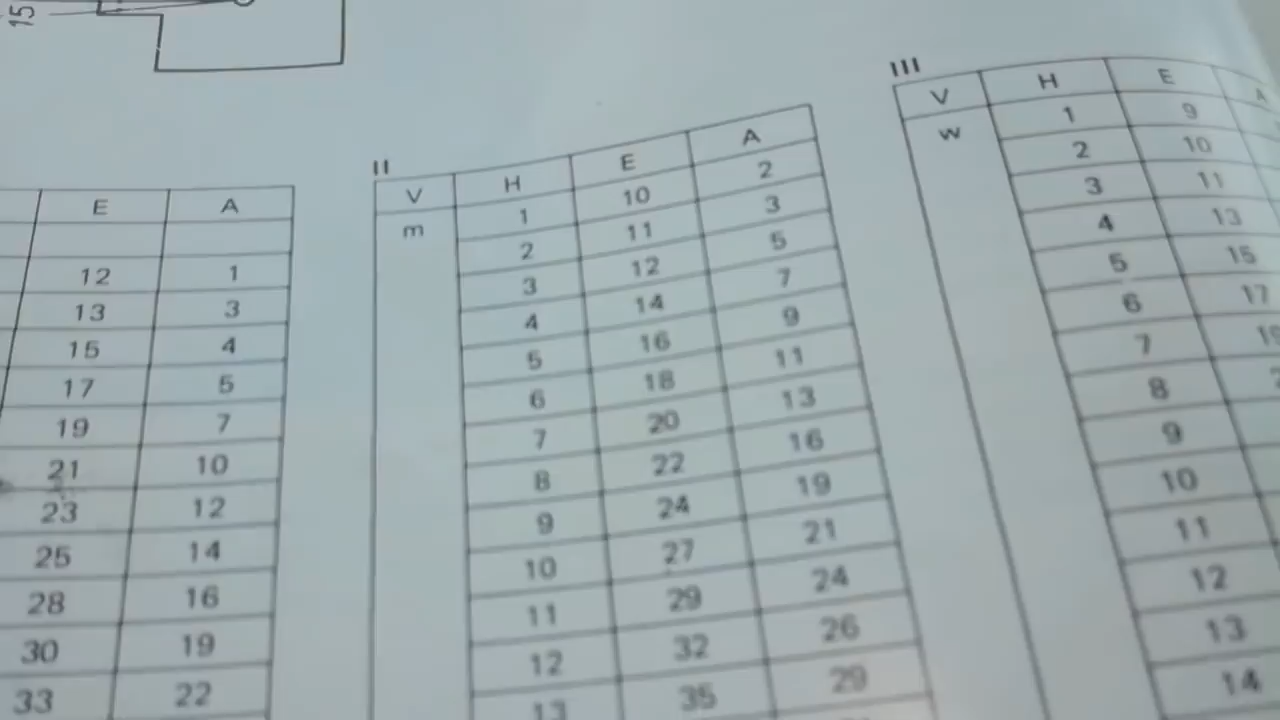 15
E A
12 1
13 3
15 4
17 5
19 7
21 10
23 12
25 14
28 16
30 19
33 22
II
V H E A
m 1 10 2
2 11 3
3 12 5
4 14 7
5 16 9
6 18 11
7 20 13
8 22 16
9 24 19
10 27 21
11 29 24
12 32 26
13 35 29
III
V H E A
w 1 9
2 10
3 11
4 13
5 15
6 17
7
8
9
10
11
12
13
14